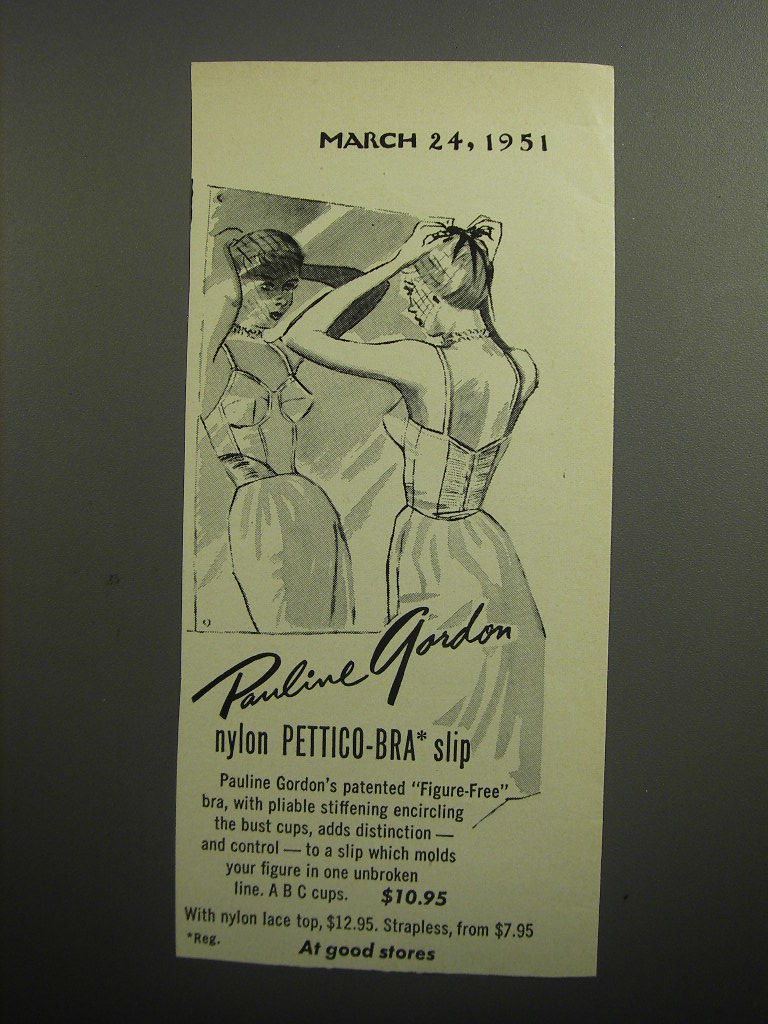 MARCH 24, 1951
Pauline Gordon
nylon PETTICO-BRA* slip
Pauline Gordon's patented "Figure-Free"
bra, with pliable stiffening encircling
the bust cups, adds distinction —
and control — to a slip which molds
your figure in one unbroken
line. A B C cups. $10.95
With nylon lace top, $12.95. Strapless, from $7.95
*Reg.
At good stores